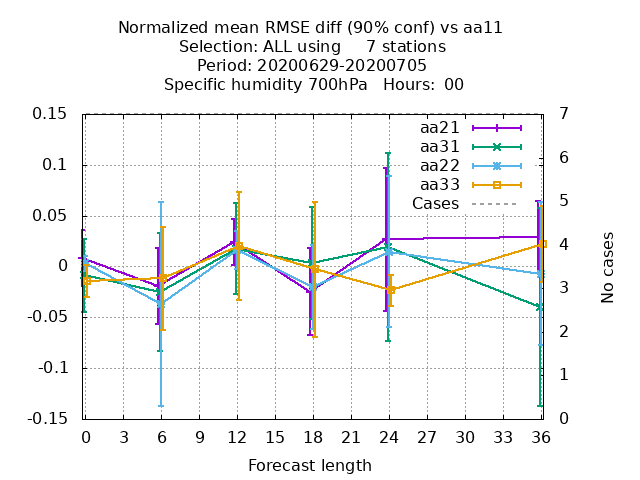 Normalized mean RMSE diff (90% conf) vs aa11
Selection: ALL using     7 stations
Period: 20200629-20200705
Specific humidity 700hPa   Hours:  00
0.15
0.1
0.05
0
-0.05
-0.1
-0.15
7
6
5
4
3
2
1
0
aa21
aa31
aa22
aa33
Cases
No cases
0 3 6 9 12 15 18 21 24 27 30 33 36
Forecast length